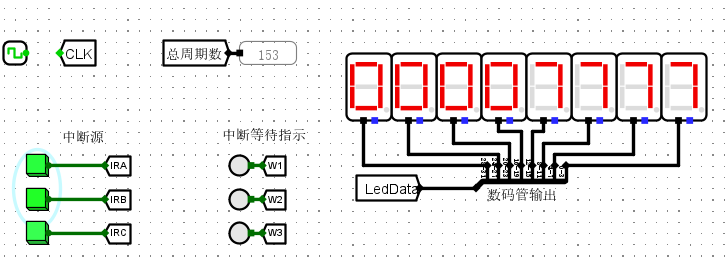 CLK
总周期数 153
00007777
中断源
中断等待指示
IRA
W1
IRB
W2
LedData
数码管输出
IRC
W3